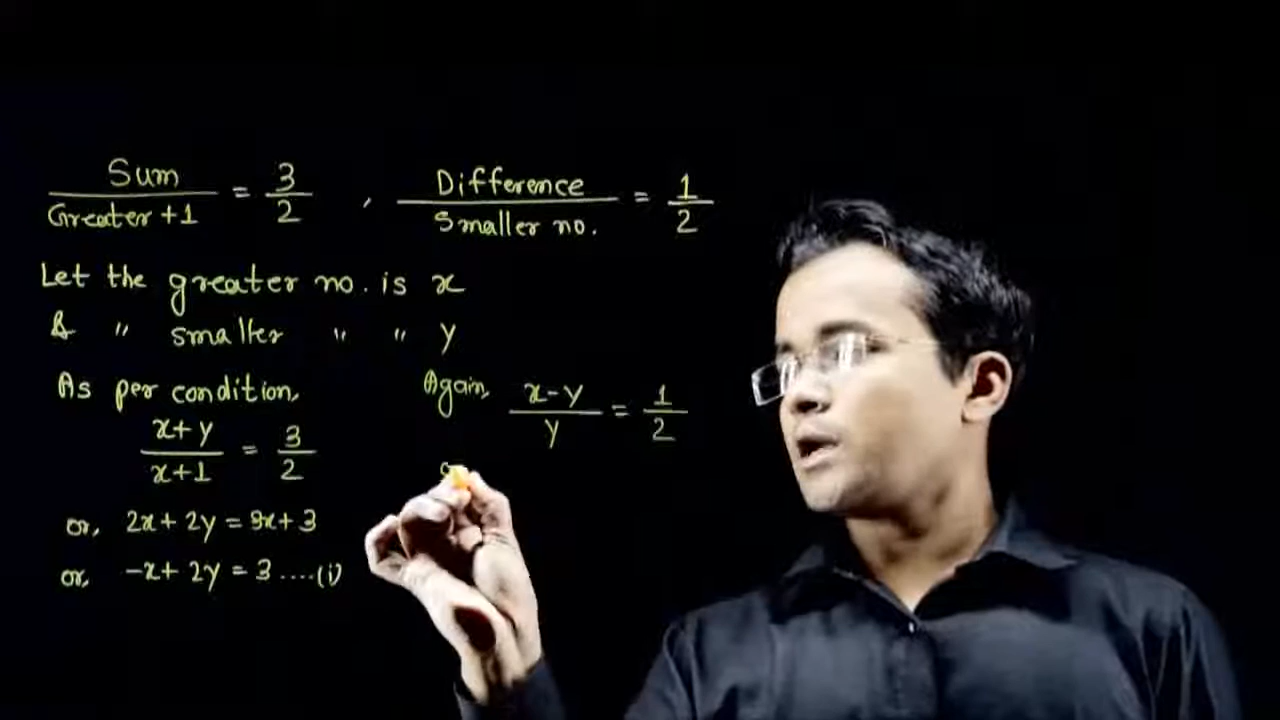 Sum / Greater + 1 = 3/2 , Difference / Smaller no. = 1/2
Let the greater no. is x
& " smaller " " y
As per condition,
(x + y) / (x + 1) = 3/2
or, 2x + 2y = 3x + 3
or, -x + 2y = 3 ....(i)
Again, (x - y) / y = 1/2